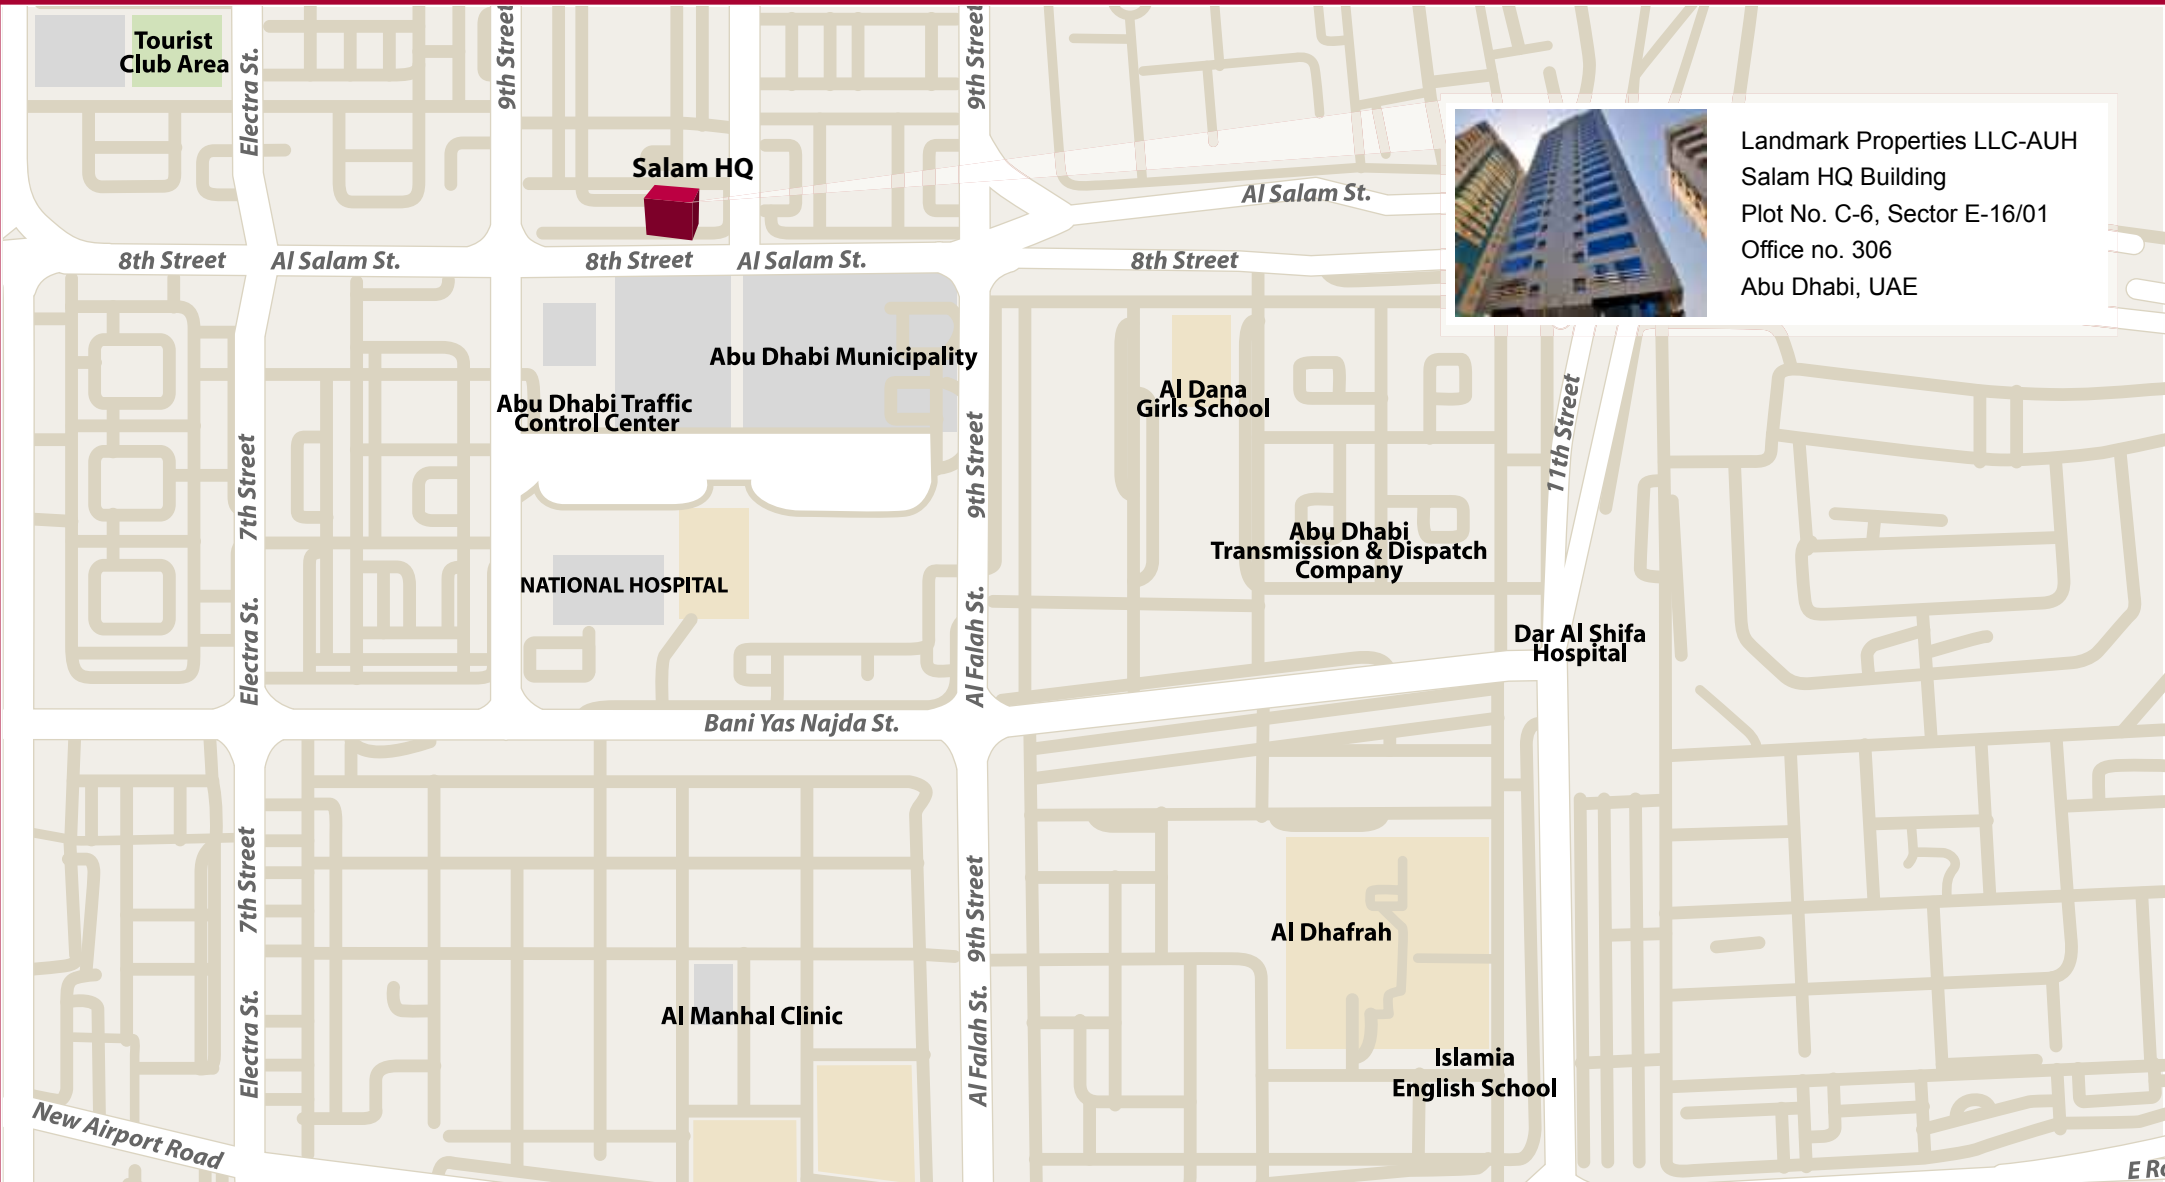 Tourist
Club Area
Electra St.
9th Street
9th Street
Salam HQ
Landmark Properties LLC-AUH
Salam HQ Building
Plot No. C-6, Sector E-16/01
Office no. 306
Abu Dhabi, UAE
Al Salam St.
8th Street
Al Salam St.
8th Street
Al Salam St.
8th Street
Abu Dhabi Municipality
Abu Dhabi Traffic
Control Center
Al Dana
Girls School
11th Street
7th Street
9th Street
Abu Dhabi
Transmission & Dispatch
Company
NATIONAL HOSPITAL
Electra St.
Al Falah St.
Dar Al Shifa
Hospital
Bani Yas Najda St.
7th Street
9th Street
Al Dhafrah
Electra St.
Al Manhal Clinic
Al Falah St.
Islamia
English School
New Airport Road